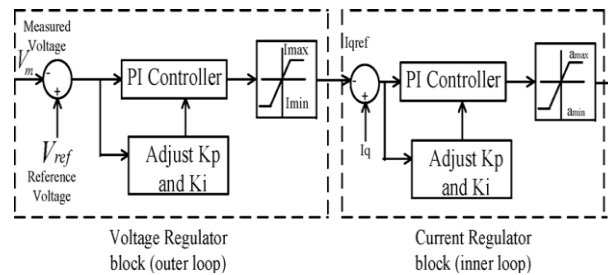 Measured
Voltage
Vm
-
+
Vref
Reference
Voltage
PI Controller
Adjust Kp
and Ki
Imax
Imin
Iqref
-
+
Iq
PI Controller
Adjust Kp
and Ki
amax
amin
Voltage Regulator
block (outer loop)
Current Regulator
block (inner loop)